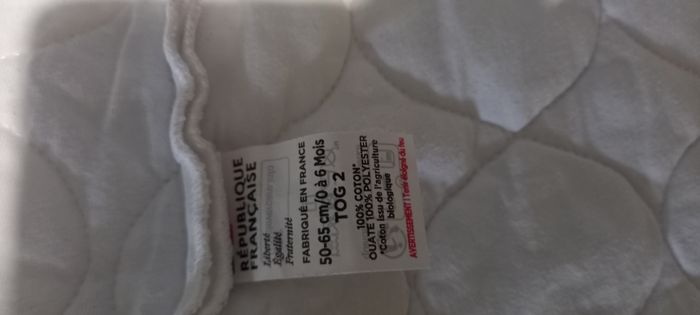 RÉPUBLIQUE
FRANÇAISE
Liberté
Égalité
Fraternité
FABRIQUÉ EN FRANCE
50-65 cm/0 à 6 Mois
TOG 2
100% COTON*
OUATE 100% POLYESTER
*Coton issu de l'agriculture
biologique
AVERTISSEMENT ! Tenir éloigné du feu